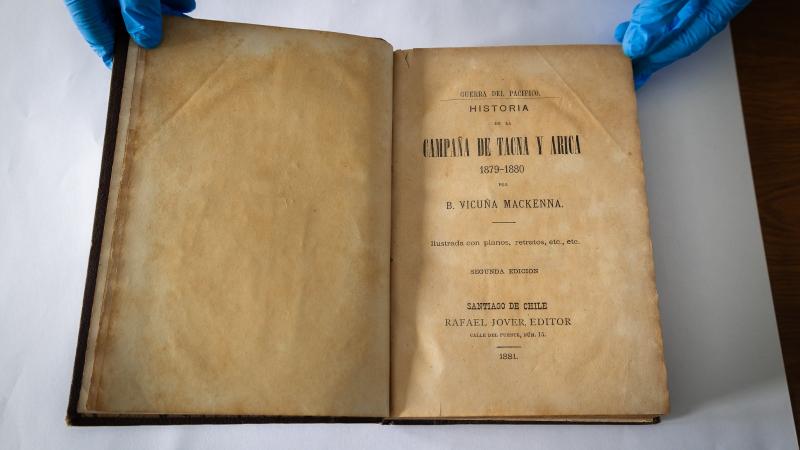 GUERRA DEL PACIFICO.
HISTORIA
DE LA
CAMPAÑA DE TACNA Y ARICA
1879-1880
POR
B. VICUÑA MACKENNA.
Ilustrada con planos, retratos, etc., etc.
SEGUNDA EDICION
SANTIAGO DE CHILE
RAFAEL JOVER, EDITOR
CALLE DEL PUENTE, NÚM. 15.
1881.